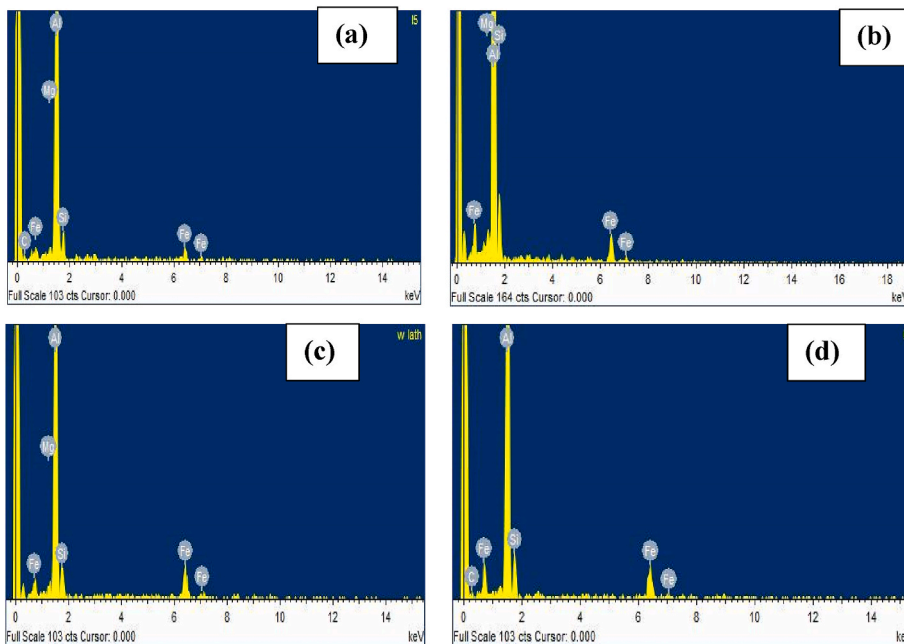 I5
(a)
Al
Mg
Fe
Si
C
Fe
Fe
0 2 4 6 8 10 12 14
Full Scale 103 cts Cursor: 0.000 keV
(b)
Mg
Si
Al
Fe
Fe
Fe
0 2 4 6 8 10 12 14 16 18
Full Scale 164 cts Cursor: 0.000 keV
w lath
(c)
Al
Mg
Fe
Si
Fe
Fe
0 2 4 6 8 10 12 14
Full Scale 103 cts Cursor: 0.000 keV
(d)
Al
Si
Fe
C
Fe
Fe
0 2 4 6 8 10 12 14
Full Scale 103 cts Cursor: 0.000 keV